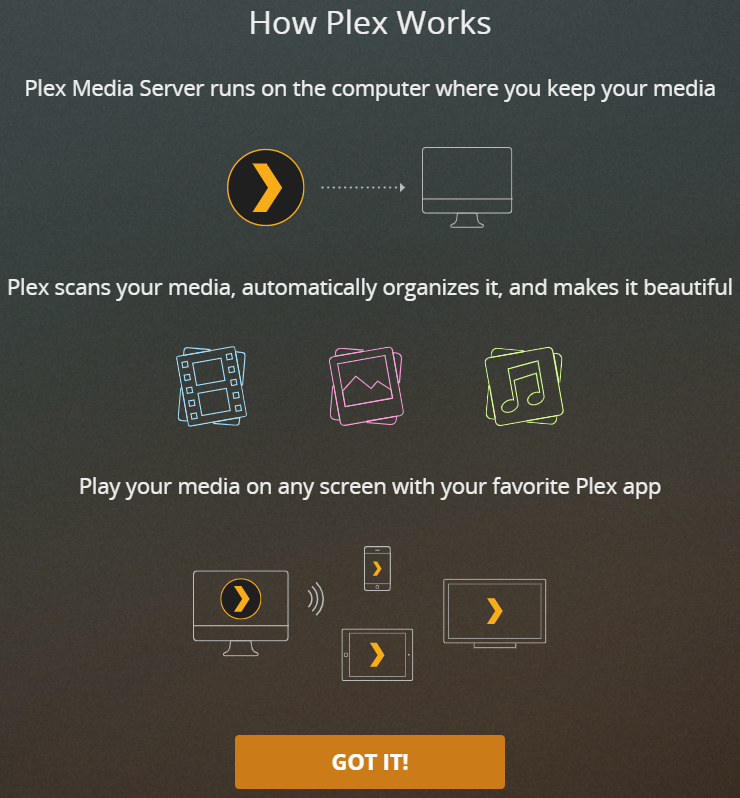 How Plex Works
Plex Media Server runs on the computer where you keep your media
Plex scans your media, automatically organizes it, and makes it beautiful
Play your media on any screen with your favorite Plex app
GOT IT!